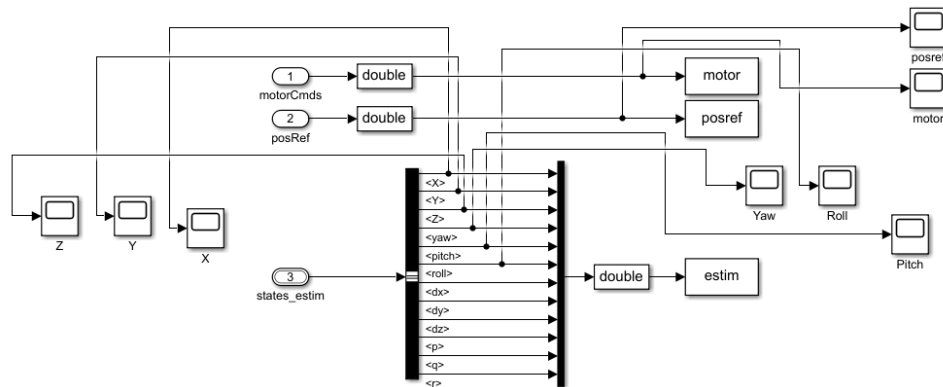 posref
1
double
motor
motorCmds
2
double
posref
motor
posRef
<X>
<Y>
Z
Y
X
<Z>
Yaw
Roll
<yaw>
<pitch>
Pitch
3
<roll>
double
estim
states_estim
<dx>
<dy>
<dz>
<p>
<q>
<r>